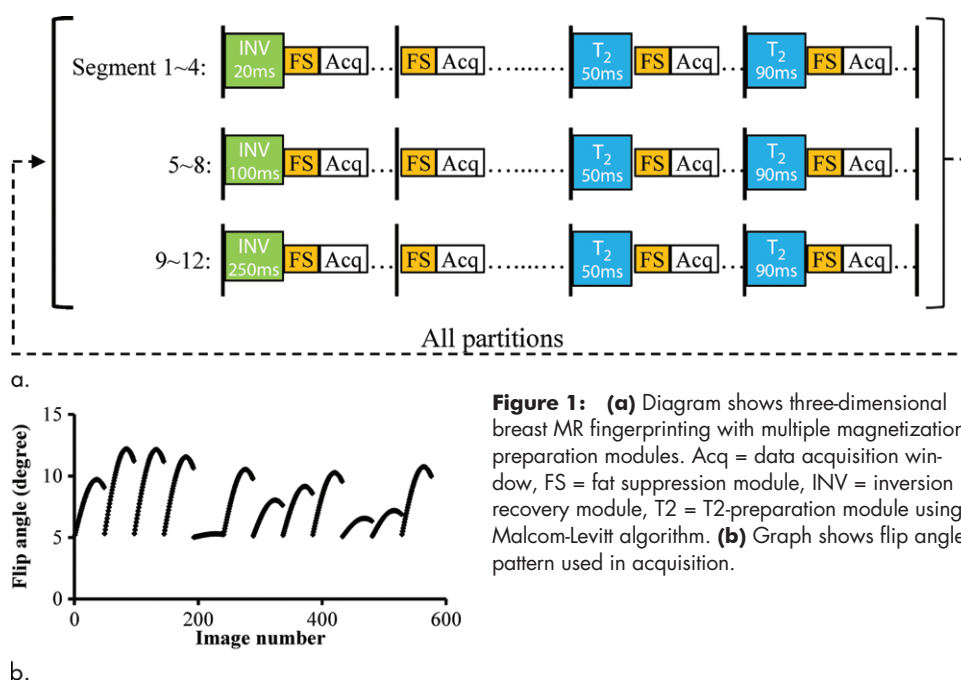 Segment 1~4: INV 20ms FS Acq ... FS Acq .......... T2 50ms FS Acq ... T2 90ms FS Acq ...
5~8: INV 100ms FS Acq ... FS Acq .......... T2 50ms FS Acq ... T2 90ms FS Acq ...
9~12: INV 250ms FS Acq ... FS Acq .......... T2 50ms FS Acq ... T2 90ms FS Acq ...
All partitions
a.
Flip angle (degree)
15
10
5
0
0 200 400 600
Image number
b.
Figure 1: (a) Diagram shows three-dimensional
breast MR fingerprinting with multiple magnetization
preparation modules. Acq = data acquisition win-
dow, FS = fat suppression module, INV = inversion
recovery module, T2 = T2-preparation module using
Malcom-Levitt algorithm. (b) Graph shows flip angle
pattern used in acquisition.